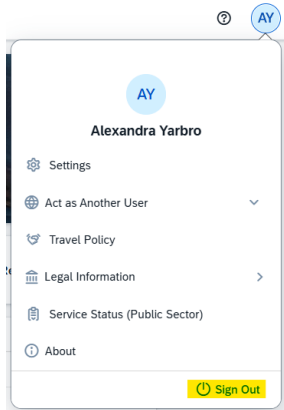 AY
AY
Alexandra Yarbro
Settings
Act as Another User
Travel Policy
Legal Information
Service Status (Public Sector)
About
Sign Out